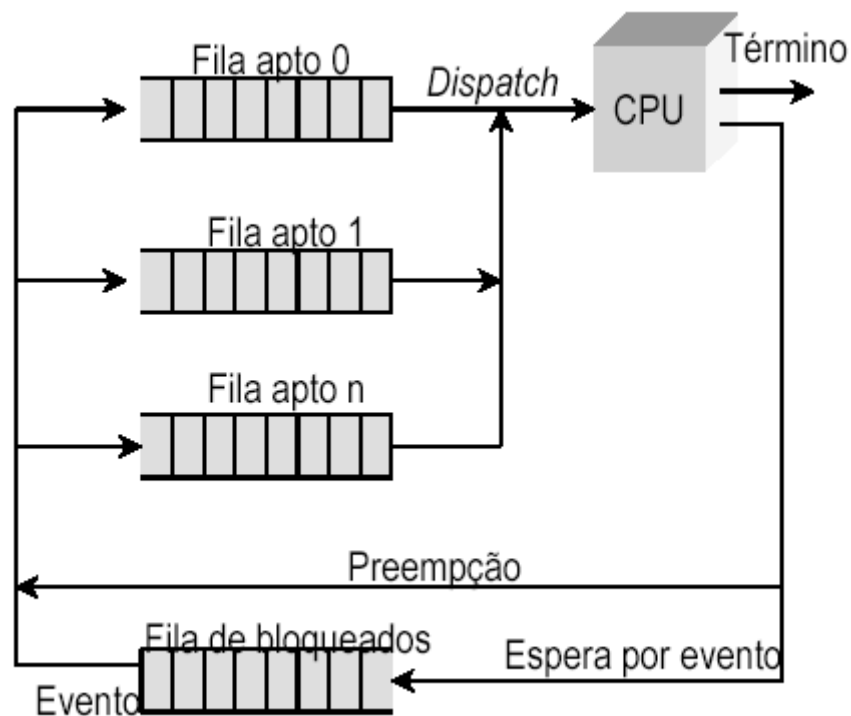 Fila apto 0
Dispatch
CPU
Término
Fila apto 1
Fila apto n
Preempção
Fila de bloqueados
Espera por evento
Evento